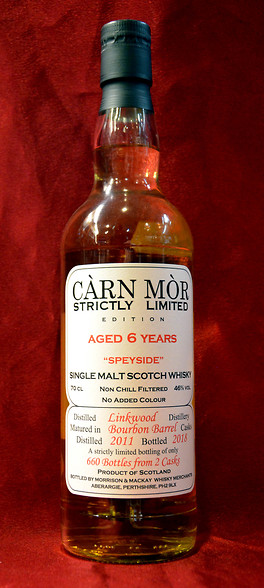 CÀRN MÒR
STRICTLY LIMITED
EDITION
AGED 6 YEARS
"SPEYSIDE"
SINGLE MALT SCOTCH WHISKY
70 CL NON CHILL FILTERED 46% VOL
NO ADDED COLOUR
Distilled Linkwood Distillery
Matured in Bourbon Barrel Casks
Distilled 2011 Bottled 2018
A strictly limited bottling of only
660 Bottles from 2 Casks
PRODUCT OF SCOTLAND
BOTTLED BY MORRISON & MACKAY WHISKY MERCHANTS
ABERARGIE, PERTHSHIRE, PH2 9LS